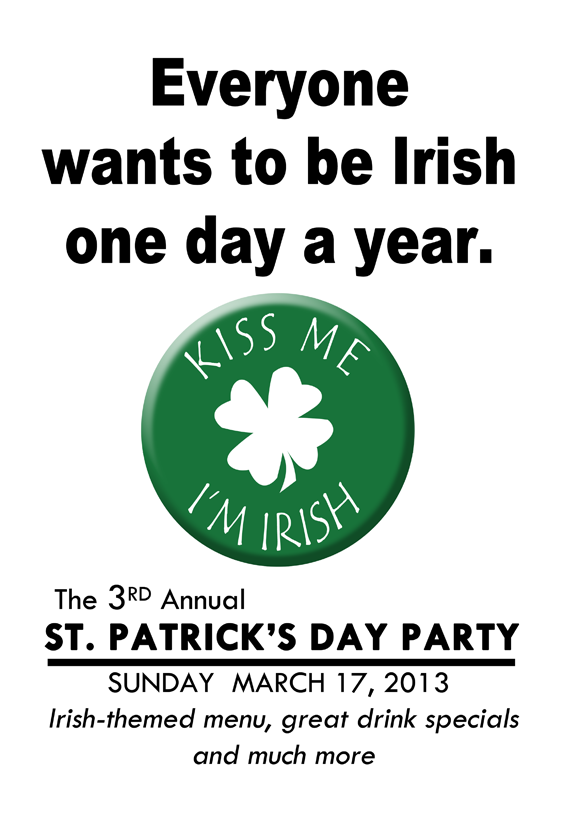 Everyone
wants to be Irish
one day a year.
KISS ME
I'M IRISH
The 3RD Annual
ST. PATRICK'S DAY PARTY
SUNDAY MARCH 17, 2013
Irish-themed menu, great drink specials
and much more